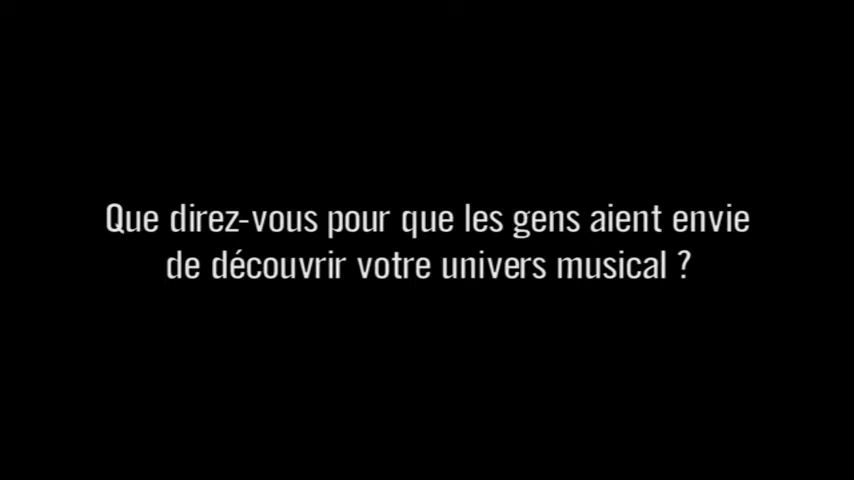 Que direz-vous pour que les gens aient envie
de découvrir votre univers musical ?